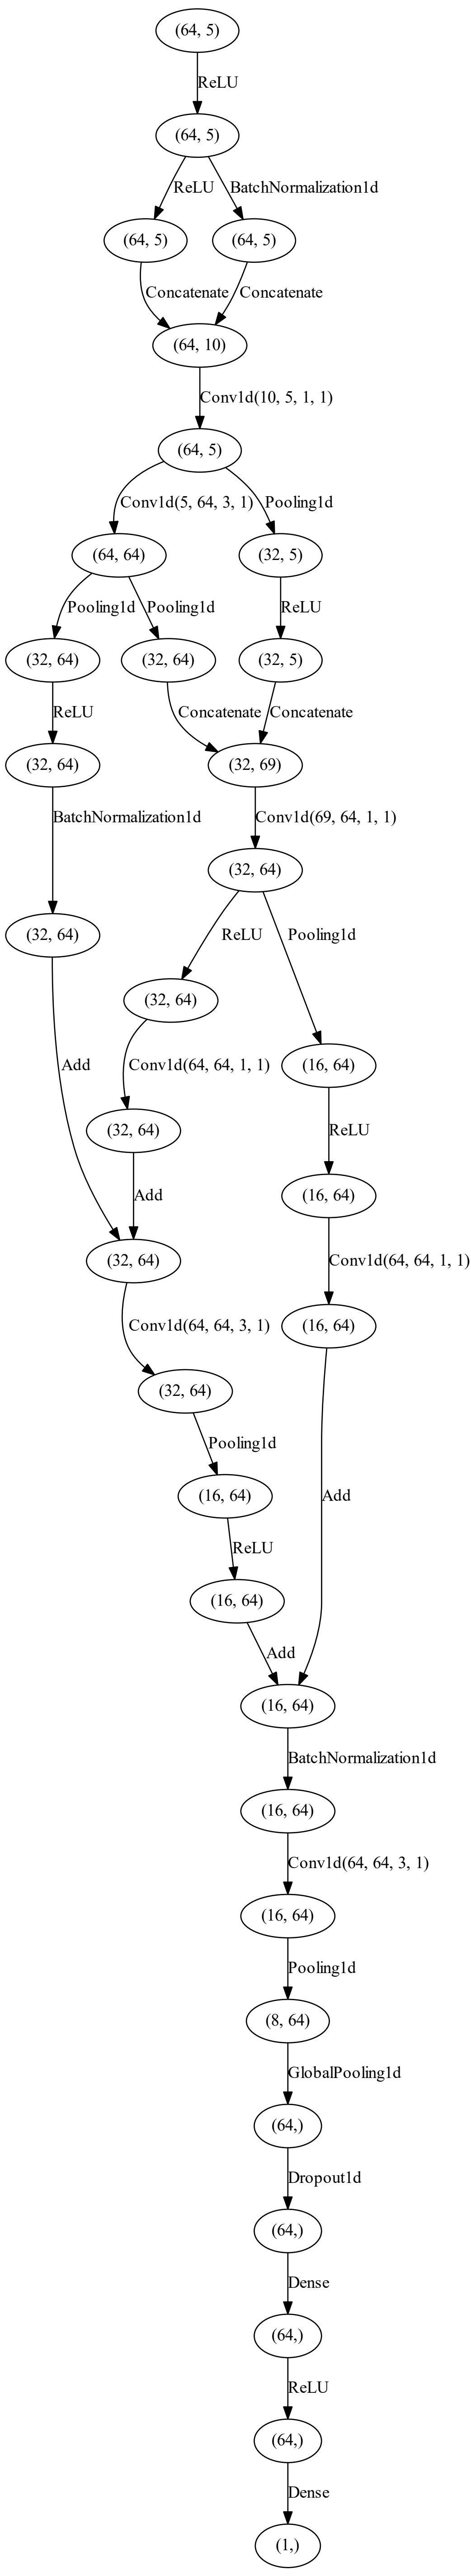 (64, 5)
ReLU
(64, 5)
ReLU BatchNormalization1d
(64, 5) (64, 5)
Concatenate Concatenate
(64, 10)
Conv1d(10, 5, 1, 1)
(64, 5)
Conv1d(5, 64, 3, 1) Pooling1d
(64, 64) (32, 5)
Pooling1d Pooling1d ReLU
(32, 64) (32, 64) (32, 5)
ReLU Concatenate Concatenate
(32, 64) (32, 69)
BatchNormalization1d Conv1d(69, 64, 1, 1)
(32, 64)
(32, 64)
ReLU Pooling1d
(32, 64)
(16, 64)
Add Conv1d(64, 64, 1, 1)
ReLU
(32, 64)
(16, 64)
Add
Conv1d(64, 64, 1, 1)
(32, 64)
(16, 64)
Conv1d(64, 64, 3, 1)
(32, 64)
Pooling1d
(16, 64)
Add
ReLU
(16, 64)
Add
(16, 64)
BatchNormalization1d
(16, 64)
Conv1d(64, 64, 3, 1)
(16, 64)
Pooling1d
(8, 64)
GlobalPooling1d
(64,)
Dropout1d
(64,)
Dense
(64,)
ReLU
(64,)
Dense
(1,)